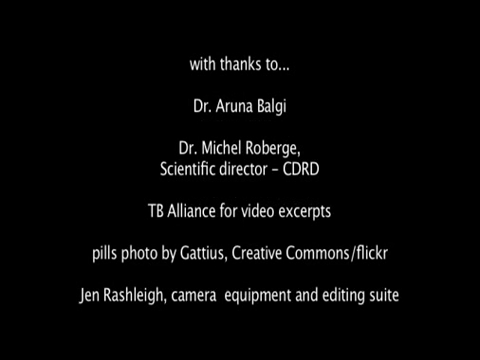 with thanks to...
Dr. Aruna Balgi
Dr. Michel Roberge,
Scientific director – CDRD
TB Alliance for video excerpts
pills photo by Gattius, Creative Commons/flickr
Jen Rashleigh, camera  equipment and editing suite